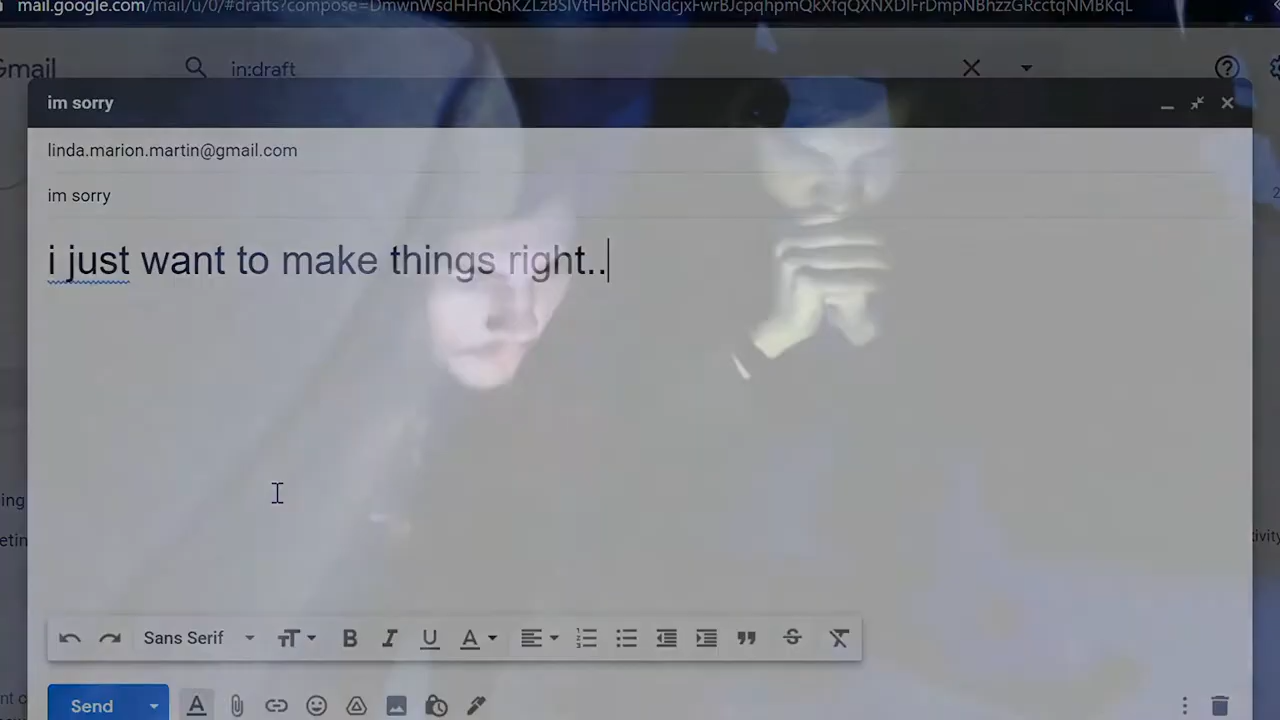 mail.google.com/mail/u/0/#drafts?compose=DmwnWsdHHnQhKZLzBSlVtHBrNcBNdcjxFwrBJcpqhpmQkXfqQXNXDlFrDmpNBhzzGRcctqNMBKqL
Gmail
in:draft
im sorry
linda.marion.martin@gmail.com
im sorry
i just want to make things right..
Sans Serif
Send